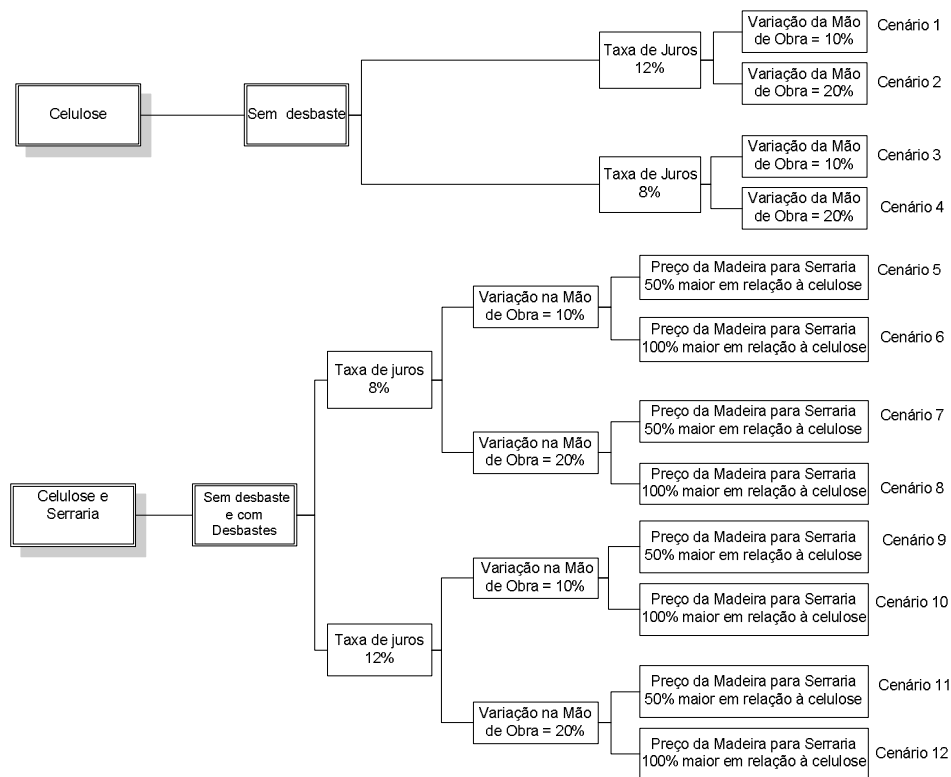 Celulose
Sem desbaste
Taxa de Juros
12%
Variação da Mão
de Obra = 10%
Cenário 1
Variação da Mão
de Obra = 20%
Cenário 2
Taxa de Juros
8%
Variação da Mão
de Obra = 10%
Cenário 3
Variação da Mão
de Obra = 20%
Cenário 4
Celulose e
Serraria
Sem desbaste
e com
Desbastes
Taxa de juros
8%
Variação na Mão
de Obra = 10%
Preço da Madeira para Serraria
50% maior em relação à celulose
Cenário 5
Preço da Madeira para Serraria
100% maior em relação à celulose
Cenário 6
Variação na Mão
de Obra = 20%
Preço da Madeira para Serraria
50% maior em relação à celulose
Cenário 7
Preço da Madeira para Serraria
100% maior em relação à celulose
Cenário 8
Taxa de juros
12%
Variação na Mão
de Obra = 10%
Preço da Madeira para Serraria
50% maior em relação à celulose
Cenário 9
Preço da Madeira para Serraria
100% maior em relação à celulose
Cenário 10
Variação na Mão
de Obra = 20%
Preço da Madeira para Serraria
50% maior em relação à celulose
Cenário 11
Preço da Madeira para Serraria
100% maior em relação à celulose
Cenário 12